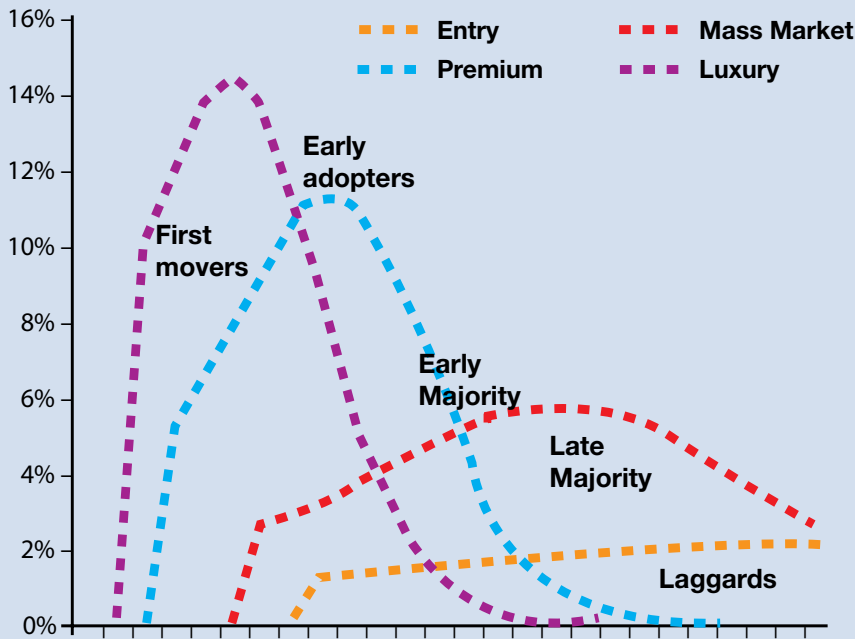 16%
Entry
Mass Market
Premium
Luxury
14%
12%
Early
adopters
10%
First
movers
8%
6%
Early
Majority
4%
Late
Majority
2%
Laggards
0%